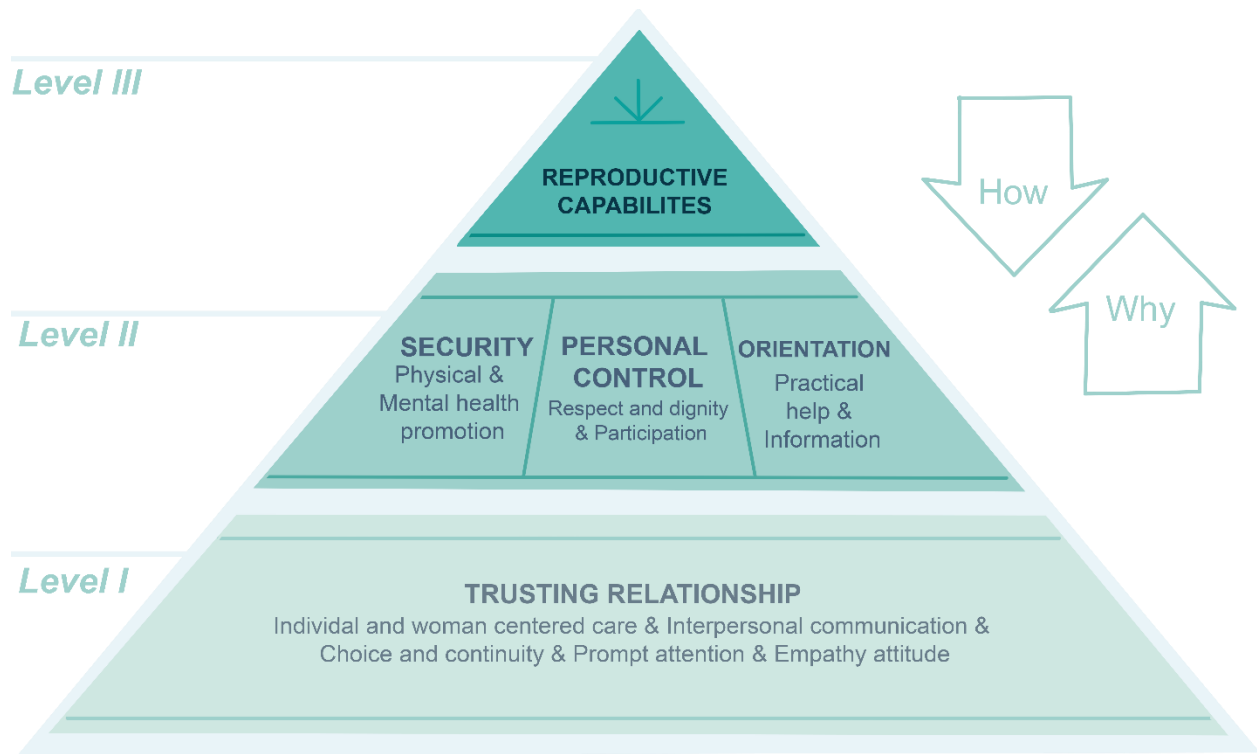 Level III
REPRODUCTIVE
CAPABILITES
How
Why
Level II
SECURITY
Physical &
Mental health
promotion
PERSONAL
CONTROL
Respect and dignity
& Participation
ORIENTATION
Practical
help &
Information
Level I
TRUSTING RELATIONSHIP
Individal and woman centered care & Interpersonal communication &
Choice and continuity & Prompt attention & Empathy attitude